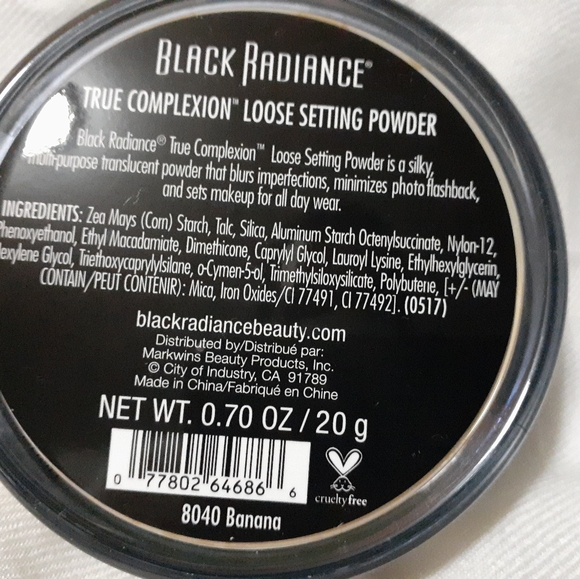 BLACK RADIANCE®
TRUE COMPLEXION™ LOOSE SETTING POWDER
Black Radiance® True Complexion™ Loose Setting Powder is a silky,
multi-purpose translucent powder that blurs imperfections, minimizes photo flashback,
and sets makeup for all day wear.
INGREDIENTS: Zea Mays (Corn) Starch, Talc, Silica, Aluminum Starch Octenylsuccinate, Nylon-12,
Phenoxyethanol, Ethyl Macadamiate, Dimethicone, Caprylyl Glycol, Lauroyl Lysine, Ethylhexylglycerin,
Hexylene Glycol, Triethoxycaprylylsilane, o-Cymen-5-ol, Trimethylsiloxysilicate, Polybutene, [+/- (MAY
CONTAIN/PEUT CONTENIR): Mica, Iron Oxides/CI 77491, CI 77492]. (0517)
blackradiancebeauty.com
Distributed by/Distribué par:
Markwins Beauty Products, Inc.
© City of Industry, CA 91789
Made in China/Fabriqué en Chine
NET WT. 0.70 OZ / 20 g
0 77802 64686 6
crueltyfree
8040 Banana